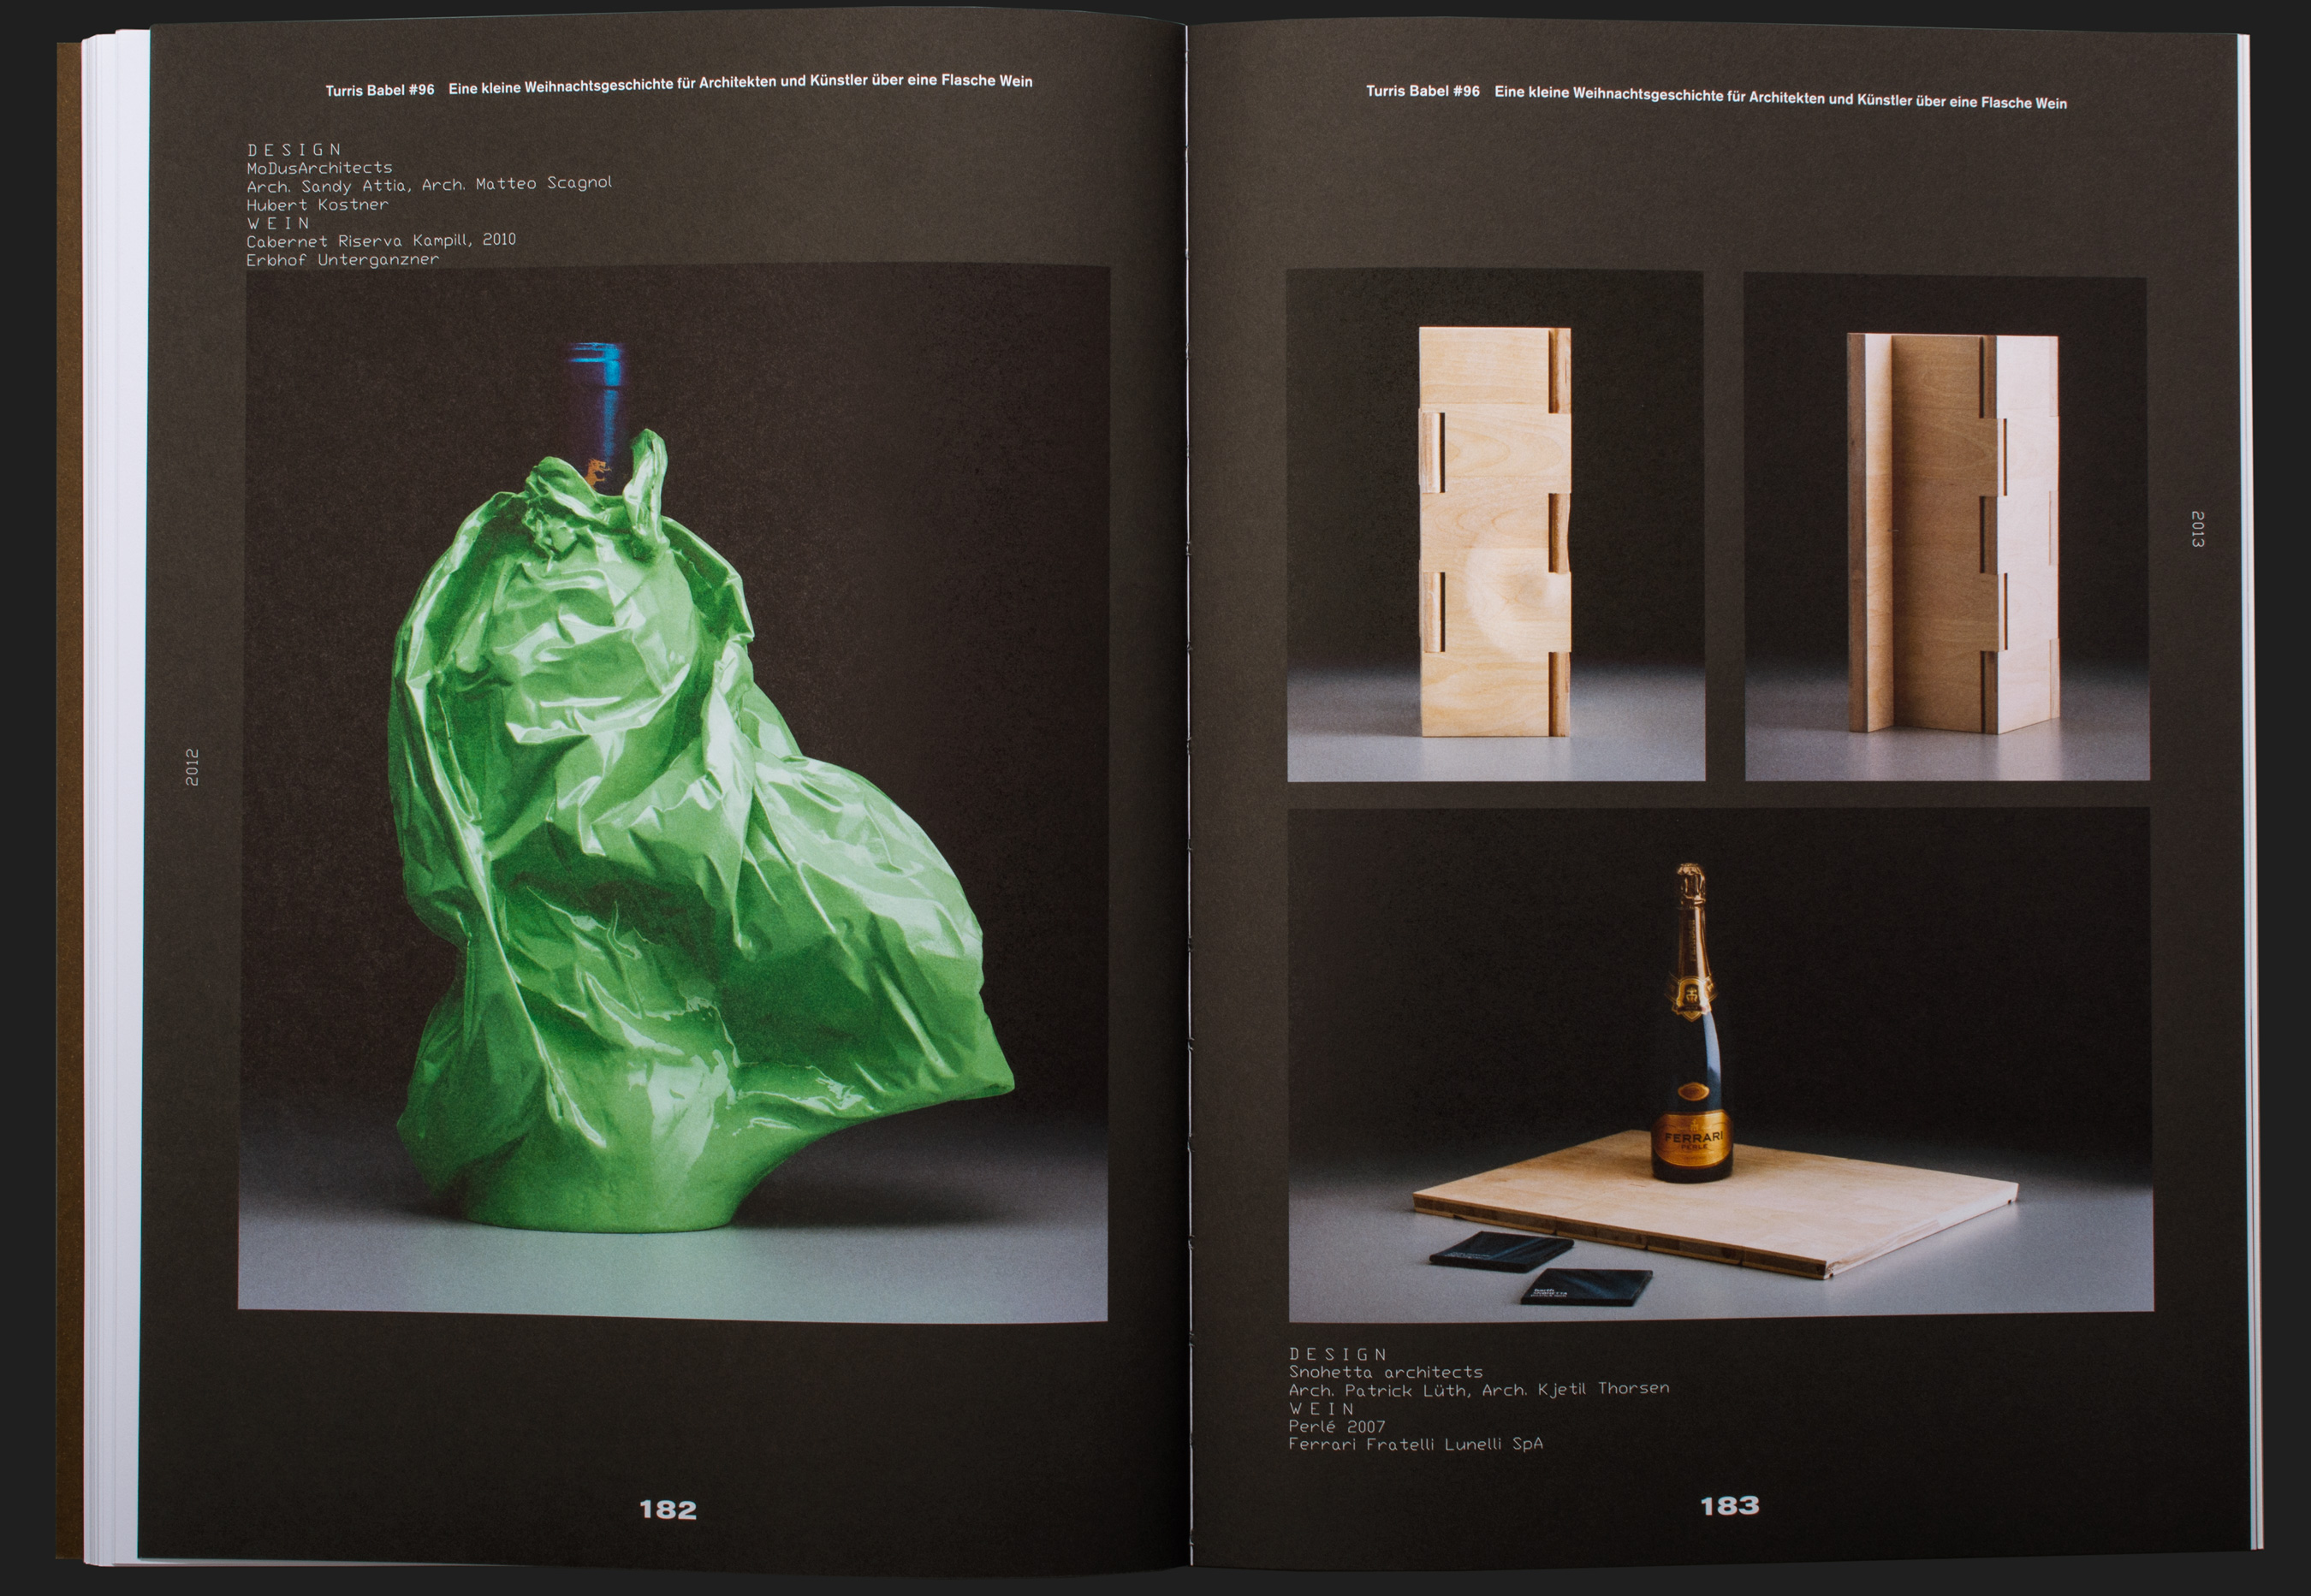 Turris Babel #96 Eine kleine Weihnachtsgeschichte für Architekten und Künstler über eine Flasche Wein
DESIGN
MoDusArchitects
Arch. Sandy Attia, Arch. Matteo Scagnol
Hubert Kostner
WEIN
Cabernet Riserva Kampill, 2010
Erbhof Unterganzner
2012
182
Turris Babel #96 Eine kleine Weihnachtsgeschichte für Architekten und Künstler über eine Flasche Wein
2013
FERRARI
PERLÉ
DESIGN
Snohetta architects
Arch. Patrick Lüth, Arch. Kjetil Thorsen
WEIN
Perlé 2007
Ferrari Fratelli Lunelli SpA
183